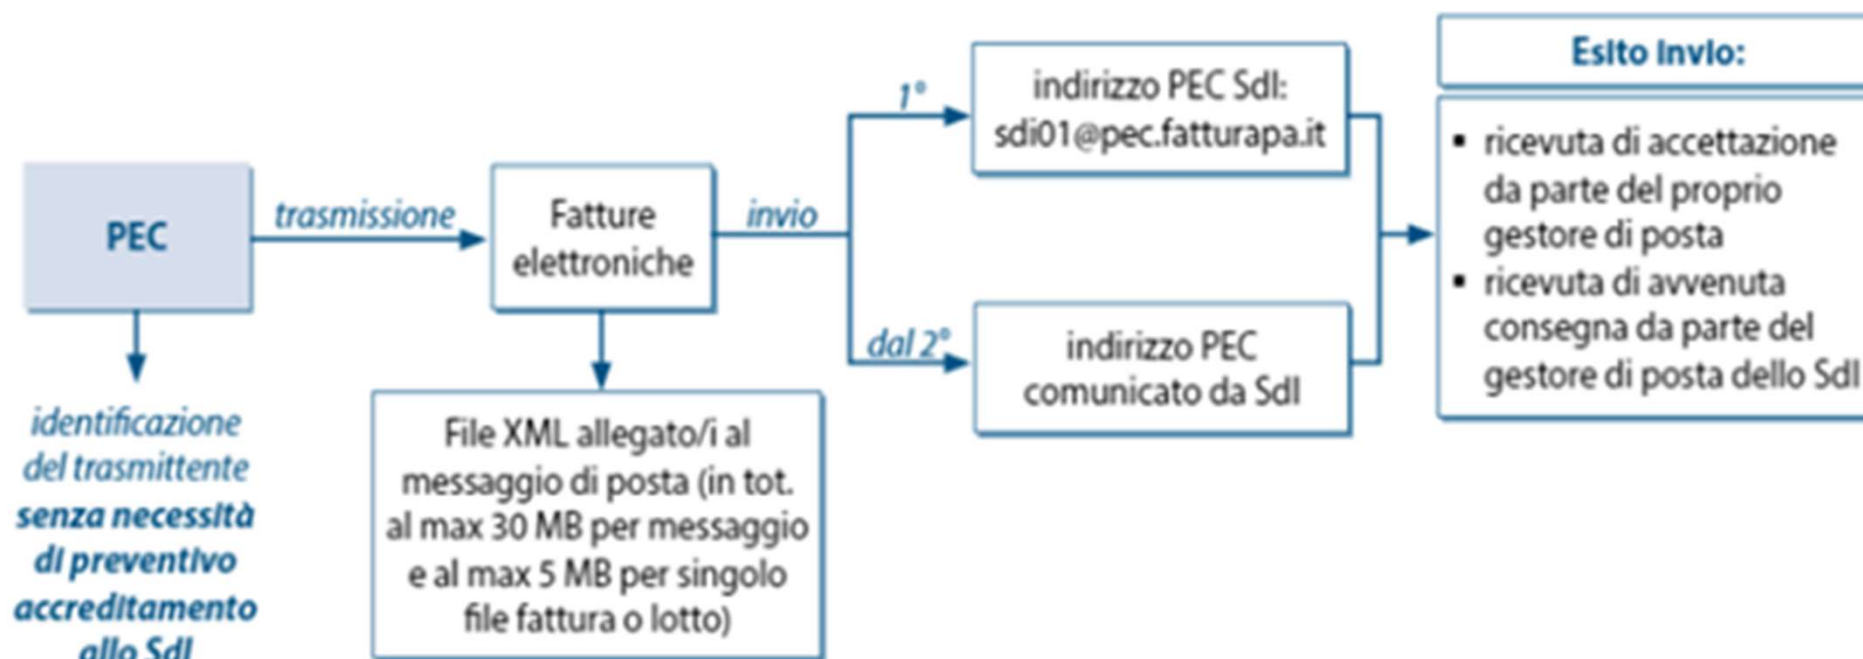 PEC
identificazione
del trasmittente
senza necessità
di preventivo
accreditamento
allo SdI
trasmissione
Fatture
elettroniche
File XML allegato/i al
messaggio di posta (in tot.
al max 30 MB per messaggio
e al max 5 MB per singolo
file fattura o lotto)
invio
1°
indirizzo PEC SdI:
sdi01@pec.fatturapa.it
dal 2°
indirizzo PEC
comunicato da SdI
Esito invio:
▪ ricevuta di accettazione
da parte del proprio
gestore di posta
▪ ricevuta di avvenuta
consegna da parte del
gestore di posta dello SdI